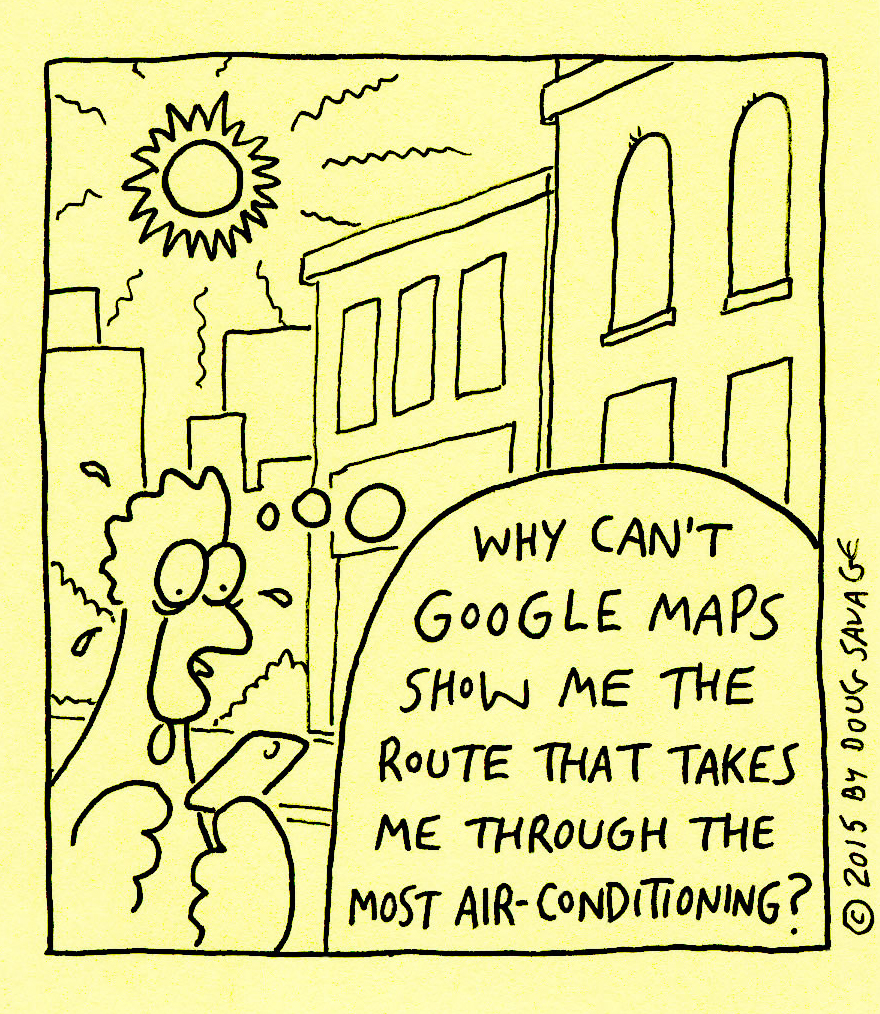 WHY CAN'T
GOOGLE MAPS
SHOW ME THE
ROUTE THAT TAKES
ME THROUGH THE
MOST AIR-CONDITIONING?
© 2015 BY DOUG SAVAGE